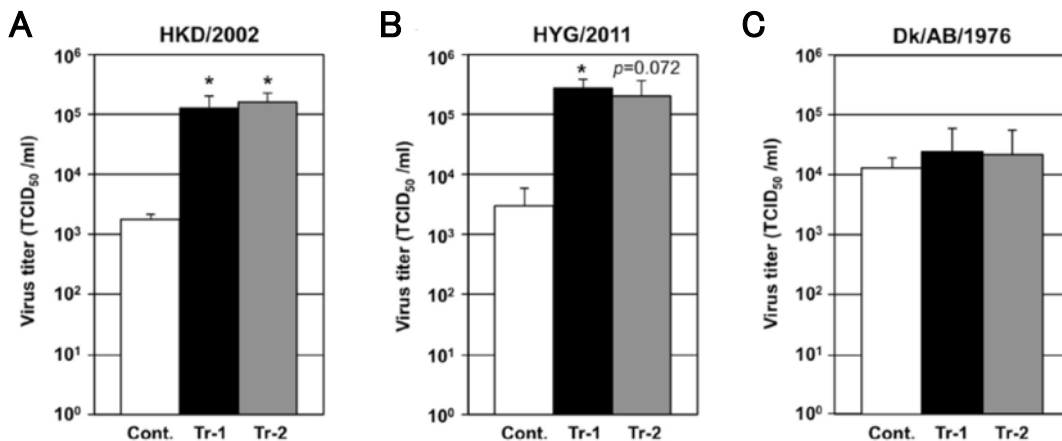 A
HKD/2002
Virus titer (TCID₅₀ /ml)
10⁶
10⁵
10⁴
10³
10²
10¹
10⁰
* *
Cont. Tr-1 Tr-2
B
HYG/2011
Virus titer (TCID₅₀ /ml)
10⁶
10⁵
10⁴
10³
10²
10¹
10⁰
* p=0.072
Cont. Tr-1 Tr-2
C
Dk/AB/1976
Virus titer (TCID₅₀ /ml)
10⁶
10⁵
10⁴
10³
10²
10¹
10⁰
Cont. Tr-1 Tr-2